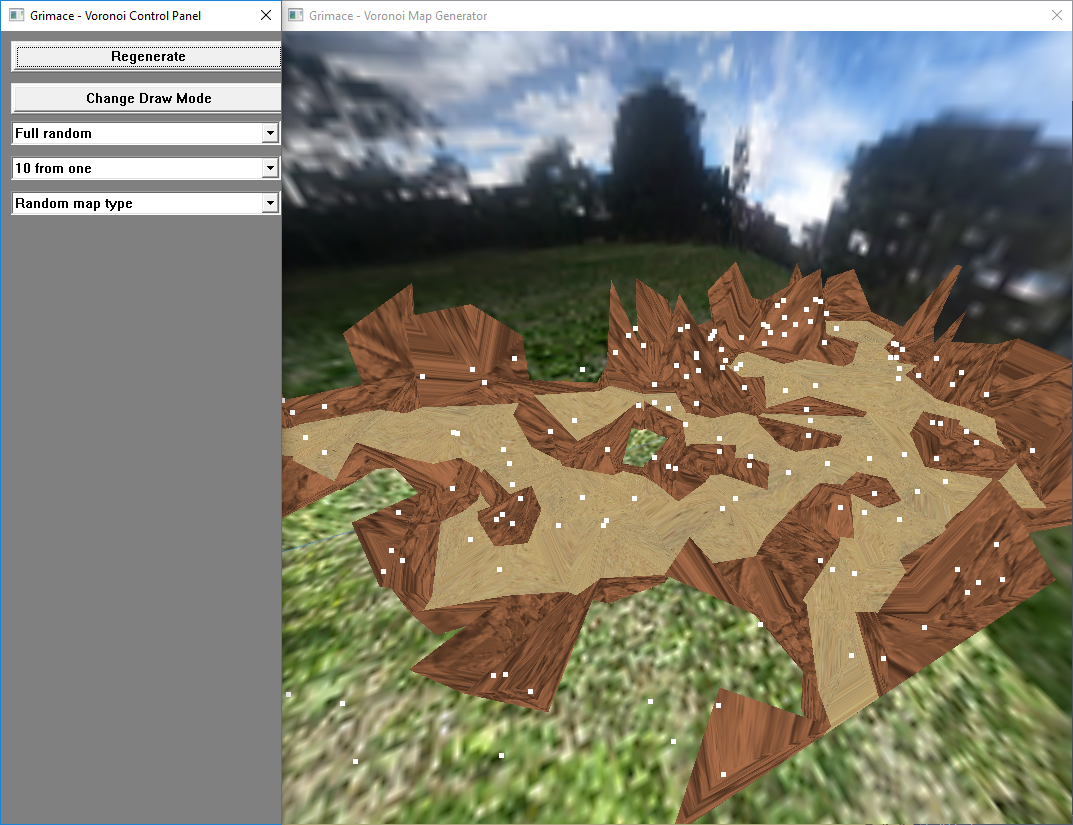 Grimace - Voronoi Control Panel
Grimace - Voronoi Map Generator
Regenerate
Change Draw Mode
Full random
10 from one
Random map type